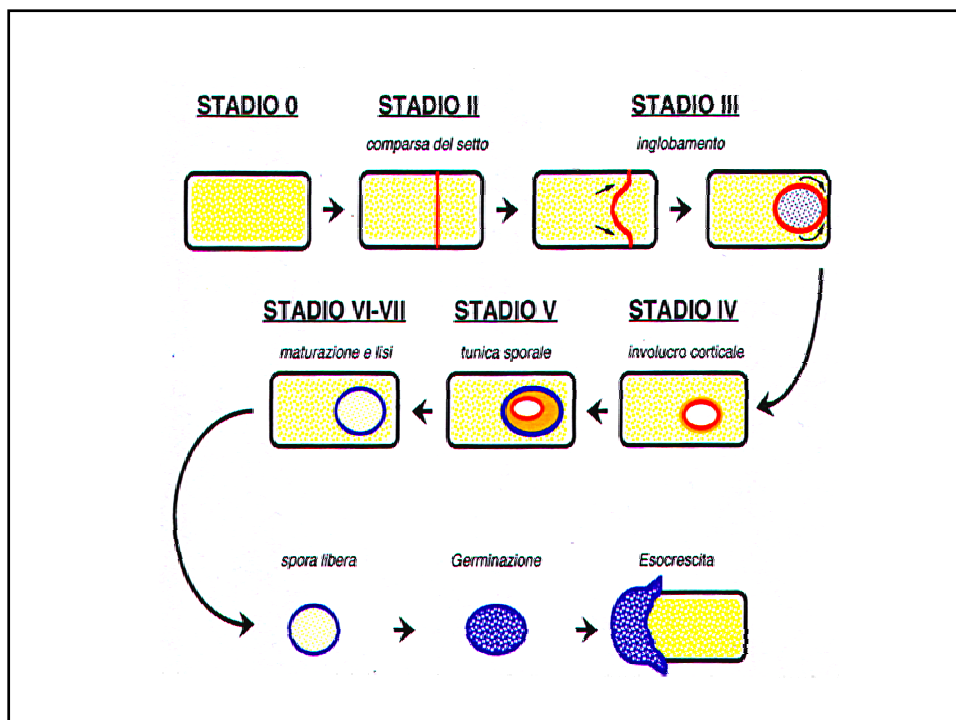 STADIO 0
STADIO II
STADIO III
comparsa del setto
inglobamento
STADIO VI-VII
STADIO V
STADIO IV
maturazione e lisi
tunica sporale
involucro corticale
spora libera
Germinazione
Esocrescita